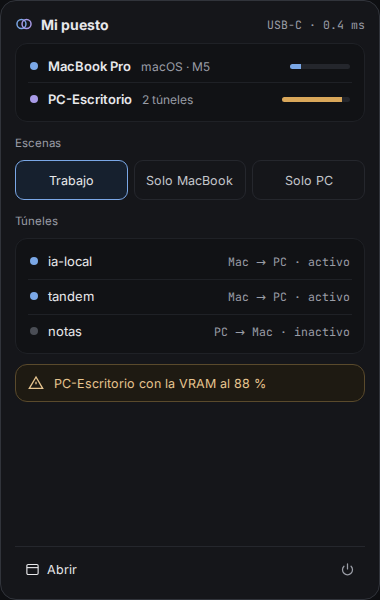 Mi puesto
USB-C · 0.4 ms
MacBook Pro macOS · M5
PC-Escritorio 2 túneles
Escenas
Trabajo
Solo MacBook
Solo PC
Túneles
ia-local Mac → PC · activo
tandem Mac → PC · activo
notas PC → Mac · inactivo
PC-Escritorio con la VRAM al 88 %
Abrir